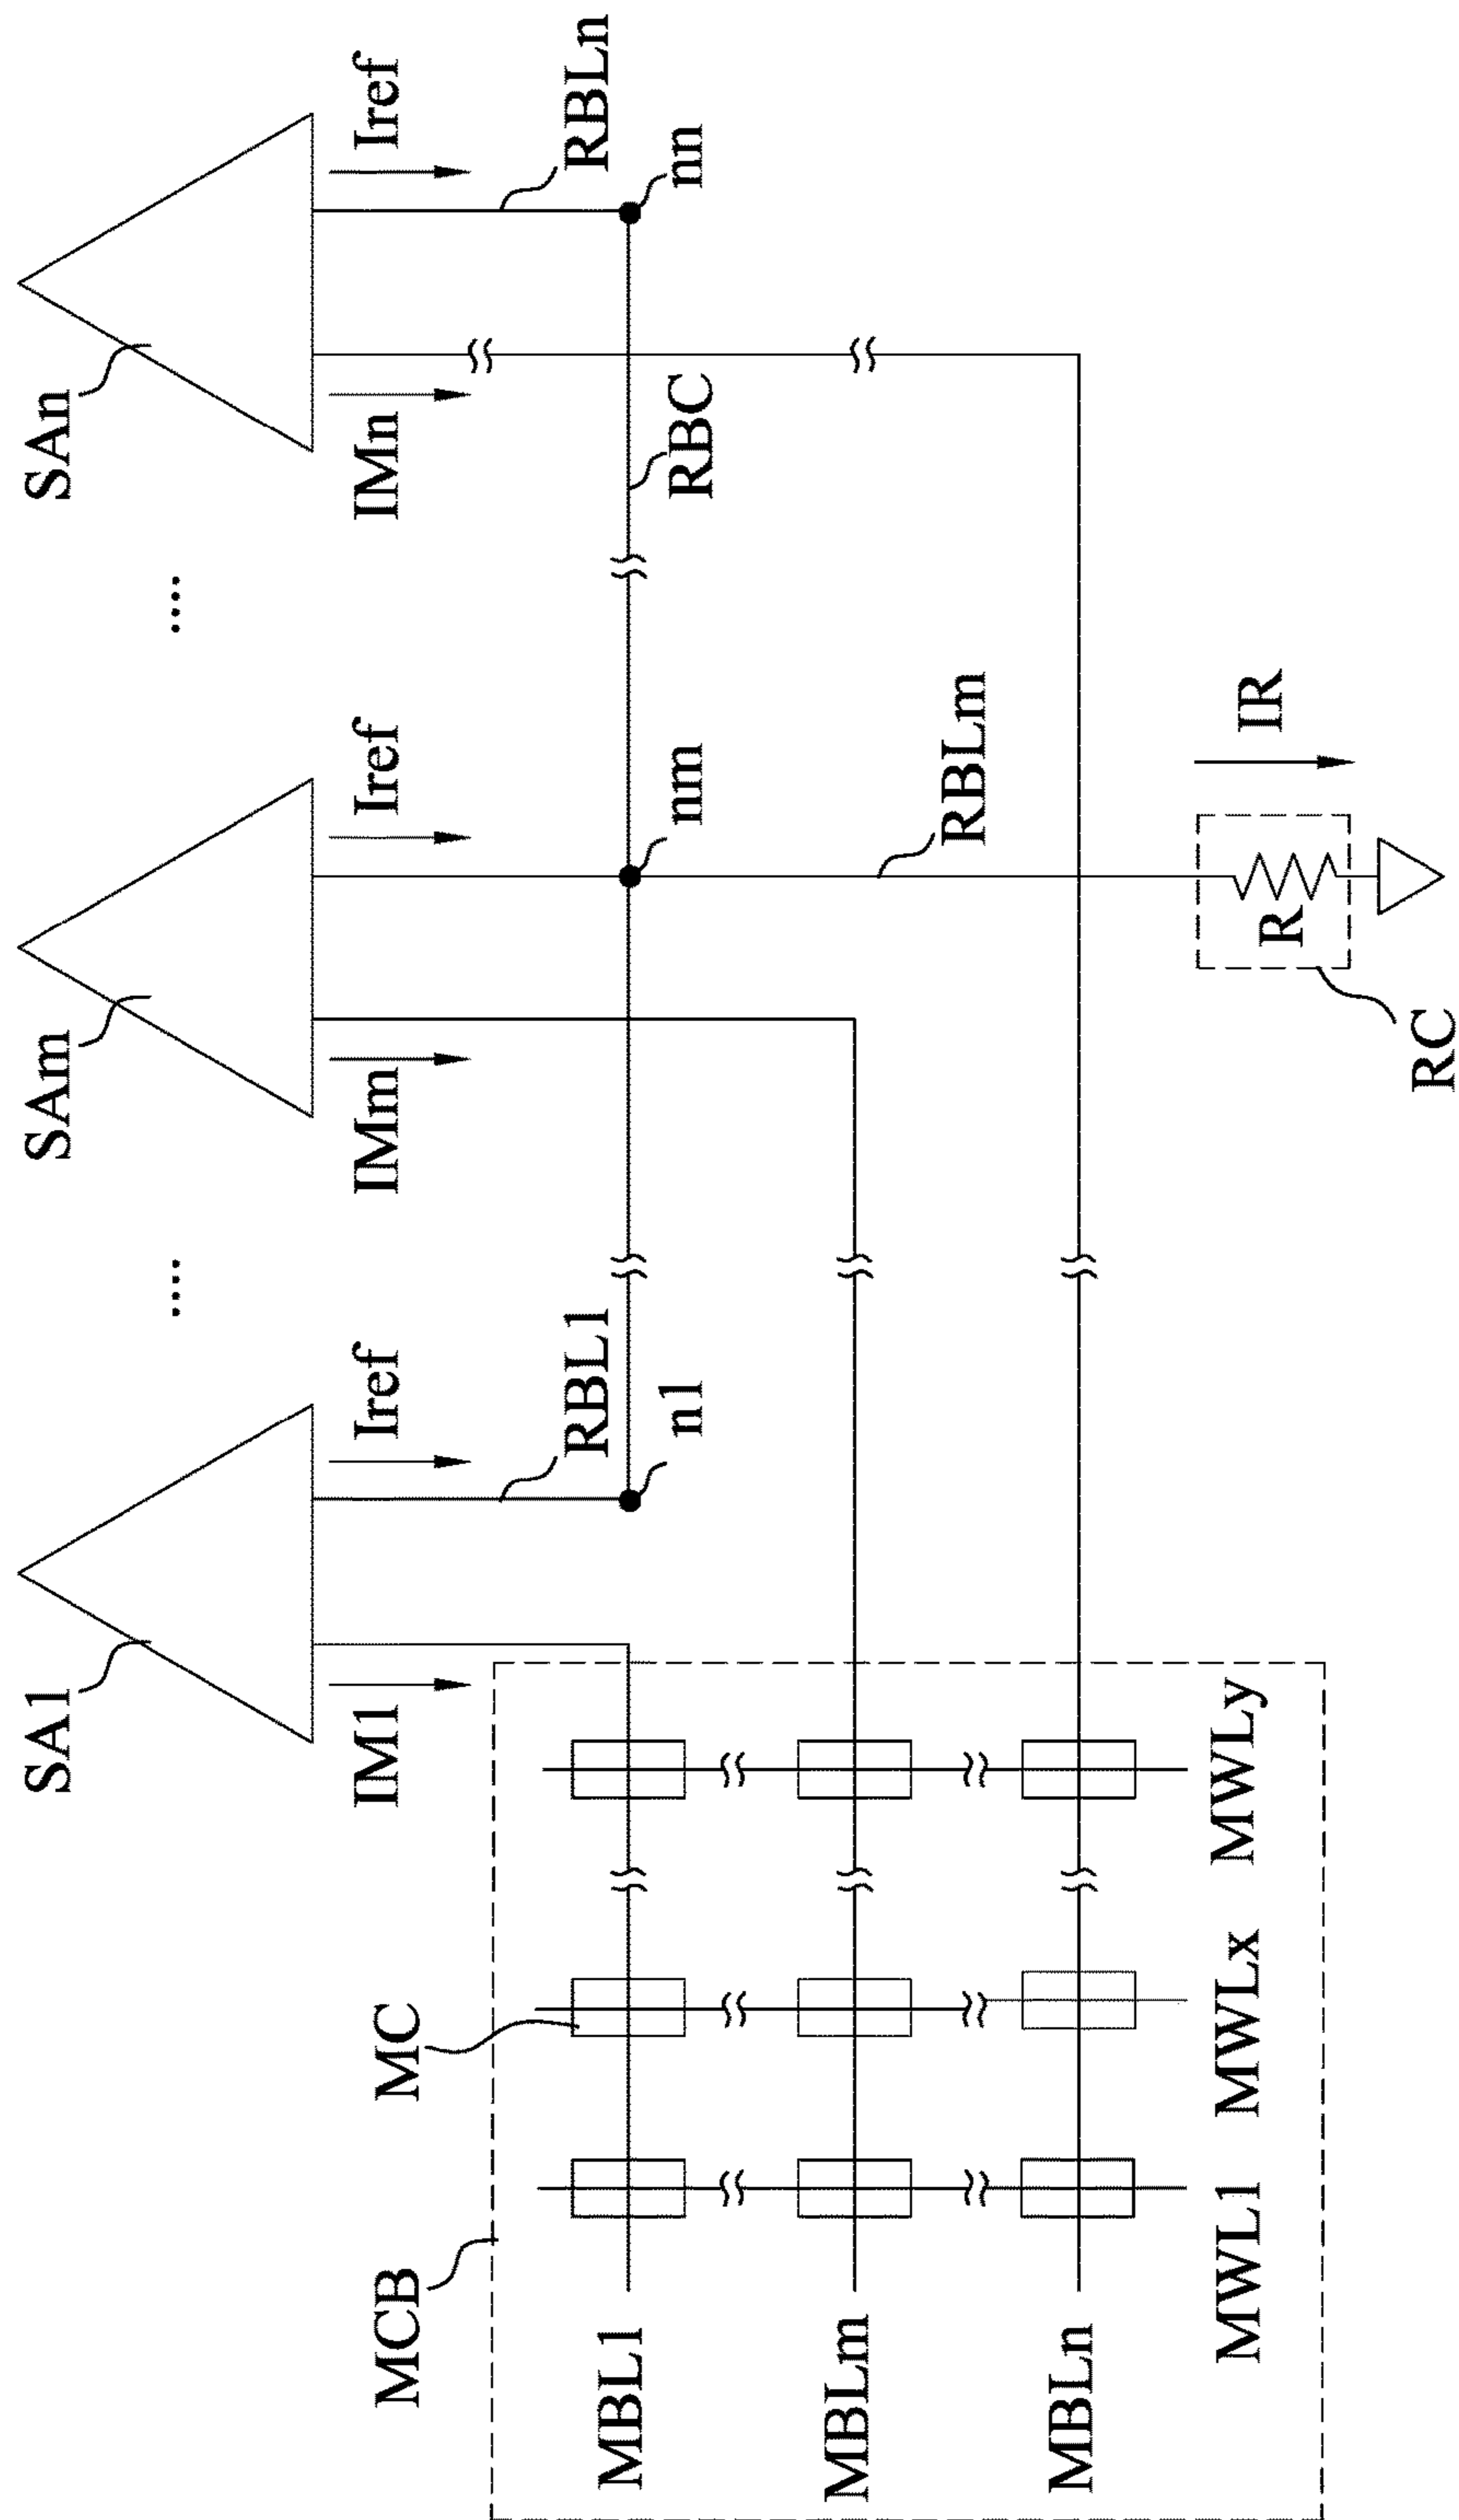 SA1
....
SAm
....
SAn
IM1
Iref
IMm
Iref
IMn
Iref
MCB
MC
RBL1
RBLn
MBL1
n1
nm
RBC
nn
MBLm
RBLm
MBLn
MWL1
MWLx
MWLy
R
IR
RC